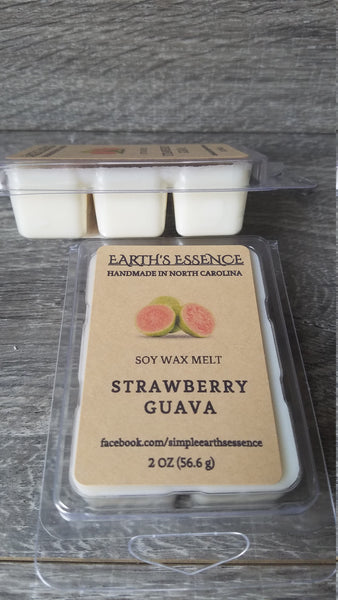 EARTH'S ESSENCE
HANDMADE IN NORTH CAROLINA
SOY WAX MELT
STRAWBERRY
GUAVA
facebook.com/simpleearthsessence
2 OZ (56.6 g)